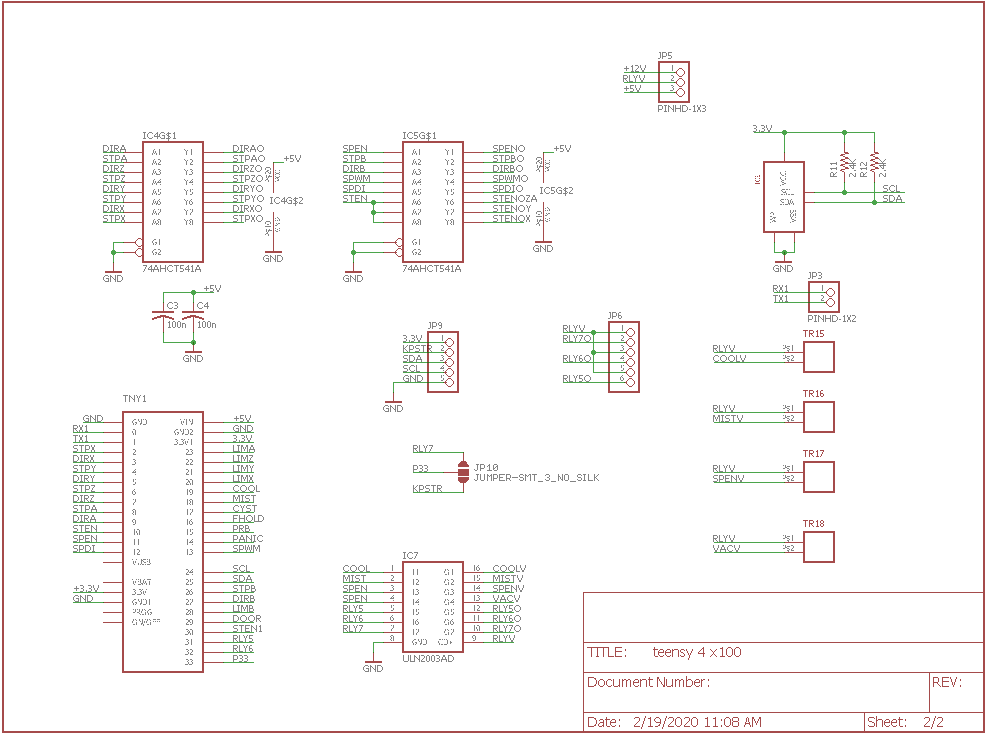 JP5
+12V 1
RLYV 2
+5V 3
PINHD-1X3
IC4G$1
DIRA A1 Y1 DIRAO
STPA A2 Y2 STPAO
DIRZ A3 Y3 DIRZO
STPZ A4 Y4 STPZO
DIRY A5 Y5 DIRYO
STPY A6 Y6 STPYO
DIRX A7 Y7 DIRXO
STPX A8 Y8 STPXO
G1
G2
GND
74AHCT541A
+5V
VCC
IC4G$2
GND
IC5G$1
SPEN A1 Y1 SPENO
STPB A2 Y2 STPBO
DIRB A3 Y3 DIRBO
SPWM A4 Y4 SPWMO
SPDI A5 Y5 SPDIO
STEN A6 Y6 STENOZA
A7 Y7 STENOY
A8 Y8 STENOX
G1
G2
GND
74AHCT541A
+5V
VCC
IC5G$2
GND
3.3V
R11
2.4K
R12
2.4K
VCC
SCL SCL
SDA SDA
WP
VSS
GND
+5V
C3
100n
C4
100n
GND
JP3
RX1 1
TX1 2
PINHD-1X2
JP9
3.3V 1
KPSTR 2
SDA 3
SCL 4
GND 5
GND
JP6
RLYV 1
RLY7O 2
3
RLY6O 4
5
RLY5O 6
TR15
RLYV
COOLV
TR16
RLYV
MISTV
TR17
RLYV
SPENV
TR18
RLYV
VACV
TNY1
GND GND VIN +5V
RX1 0 GND2 GND
TX1 1 3.3V1 3.3V
STPX 2 23 LIMA
DIRX 3 22 LIMZ
STPY 4 21 LIMY
DIRY 5 20 LIMX
STPZ 6 19 COOL
DIRZ 7 18 MIST
STPA 8 17 CYST
DIRA 9 16 FHOLD
STEN 10 15 PRB
SPEN 11 14 PANIC
SPDI 12 13 SPWM
VUSB
24 SCL
VBAT 25 SDA
+3.3V 3.3V 26 STPB
GND GND1 27 DIRB
PROG 28 LIMB
ON/OFF 29 DOOR
30 STEN1
31 RLY5
32 RLY6
33 P33
RLY7
P33
KPSTR
JP10
JUMPER-SMT_3_NO_SILK
IC7
COOL 1 I1 O1 16 COOLV
MIST 2 I2 O2 15 MISTV
SPEN 3 I3 O3 14 SPENV
SPEN 4 I4 O4 13 VACV
RLY5 5 I5 O5 12 RLY5O
RLY6 6 I6 O6 11 RLY6O
RLY7 7 I7 O7 10 RLY7O
8 GND CD+ 9 RLYV
GND
ULN2003AD
TITLE: teensy 4 x100
Document Number:
REV:
Date: 2/19/2020 11:08 AM
Sheet: 2/2